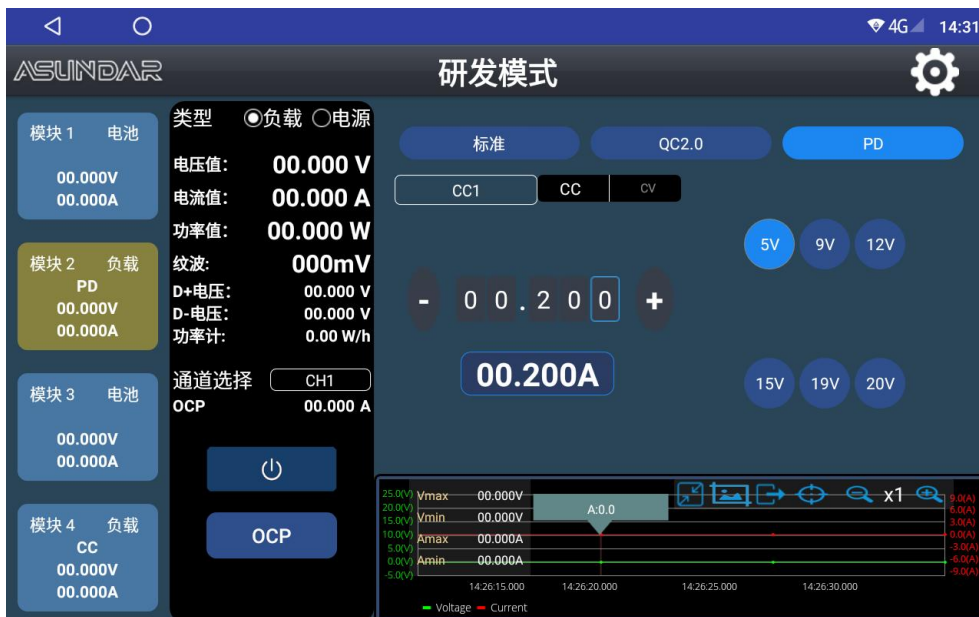 4G 14:31
ASUNDAR
研发模式
模块 1 电池
00.000V
00.000A
模块 2 负载
PD
00.000V
00.000A
模块 3 电池
00.000V
00.000A
模块 4 负载
CC
00.000V
00.000A
类型 负载 电源
电压值: 00.000 V
电流值: 00.000 A
功率值: 00.000 W
纹波: 000mV
D+电压: 00.000 V
D-电压: 00.000 V
功率计: 0.00 W/h
通道选择 CH1
OCP 00.000 A
OCP
标准 QC2.0 PD
CC1 CC CV
5V 9V 12V
- 0 0 . 2 0 0 +
00.200A
15V 19V 20V
x1
25.0(V)
20.0(V)
15.0(V)
10.0(V)
5.0(V)
0.0(V)
-5.0(V)
Vmax 00.000V
Vmin 00.000V
Amax 00.000A
Amin 00.000A
A:0.0
9.0(A)
6.0(A)
3.0(A)
0.0(A)
-3.0(A)
-6.0(A)
-9.0(A)
14:26:15.000 14:26:20.000 14:26:25.000 14:26:30.000
Voltage Current